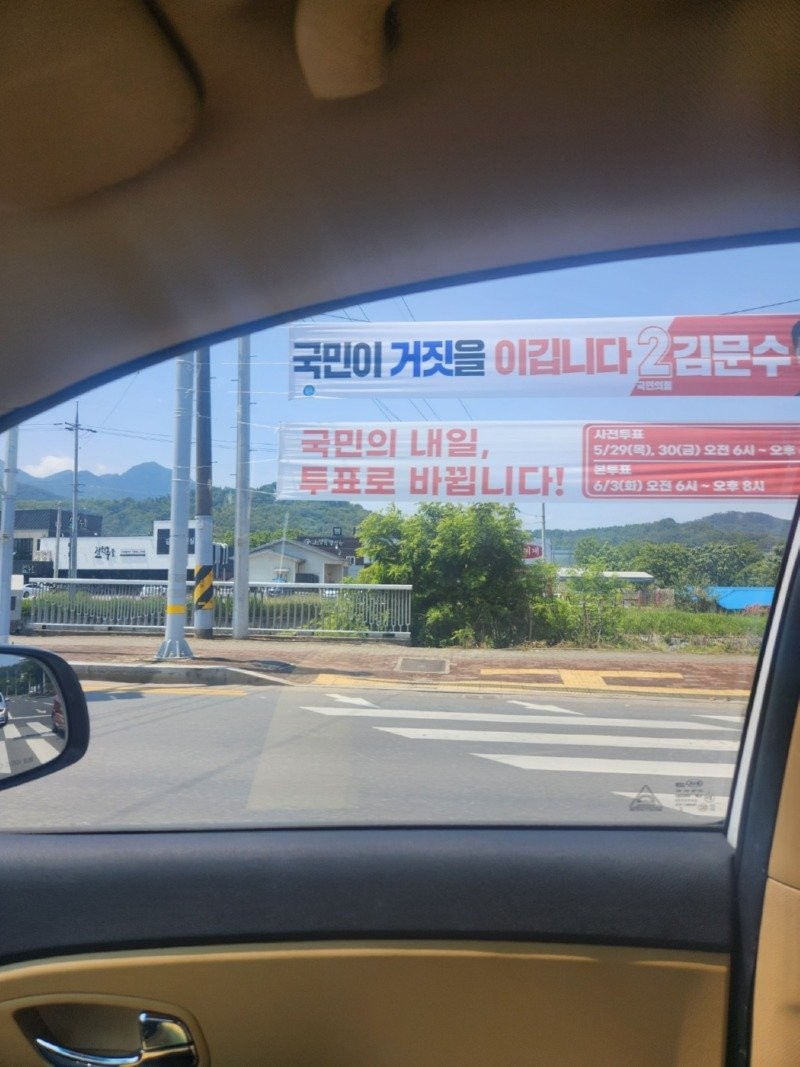 국민이 거짓을 이깁니다 2 김문수
국민의힘
국민의 내일,
투표로 바뀝니다!
사전투표
5/29(목), 30(금) 오전 6시 ~ 오후
본투표
6/3(화) 오전 6시 ~ 오후 8시